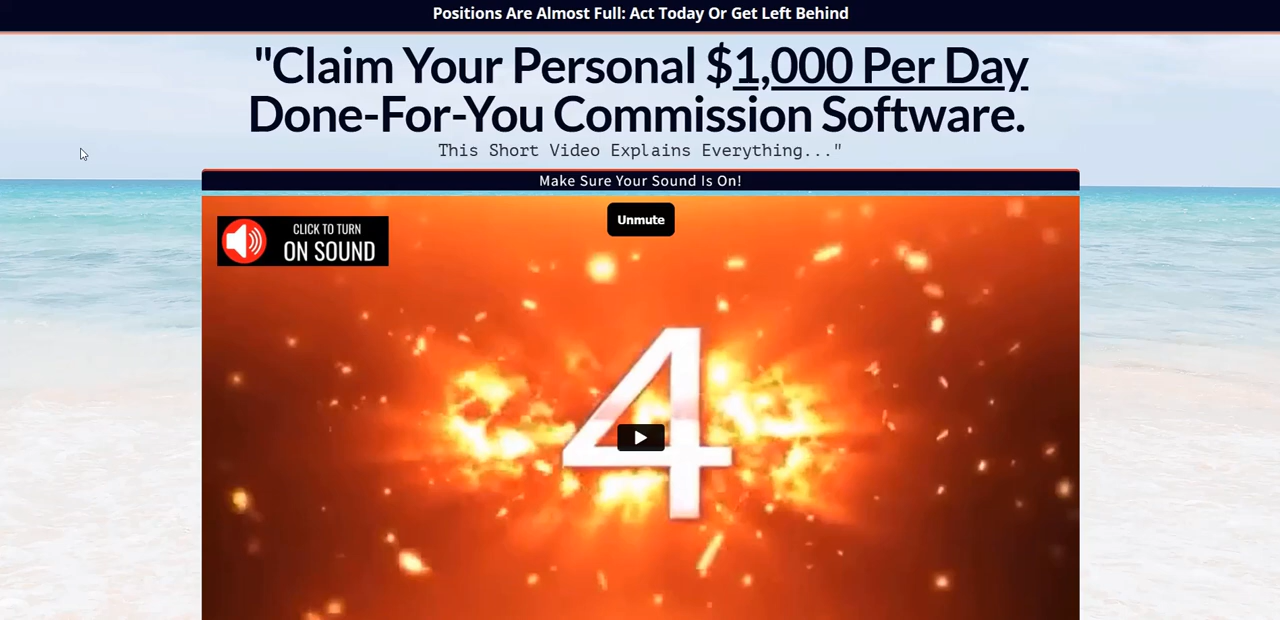 Positions Are Almost Full: Act Today Or Get Left Behind
"Claim Your Personal $1,000 Per Day
Done-For-You Commission Software.
This Short Video Explains Everything..."
Make Sure Your Sound Is On!
Unmute
CLICK TO TURN
ON SOUND
4